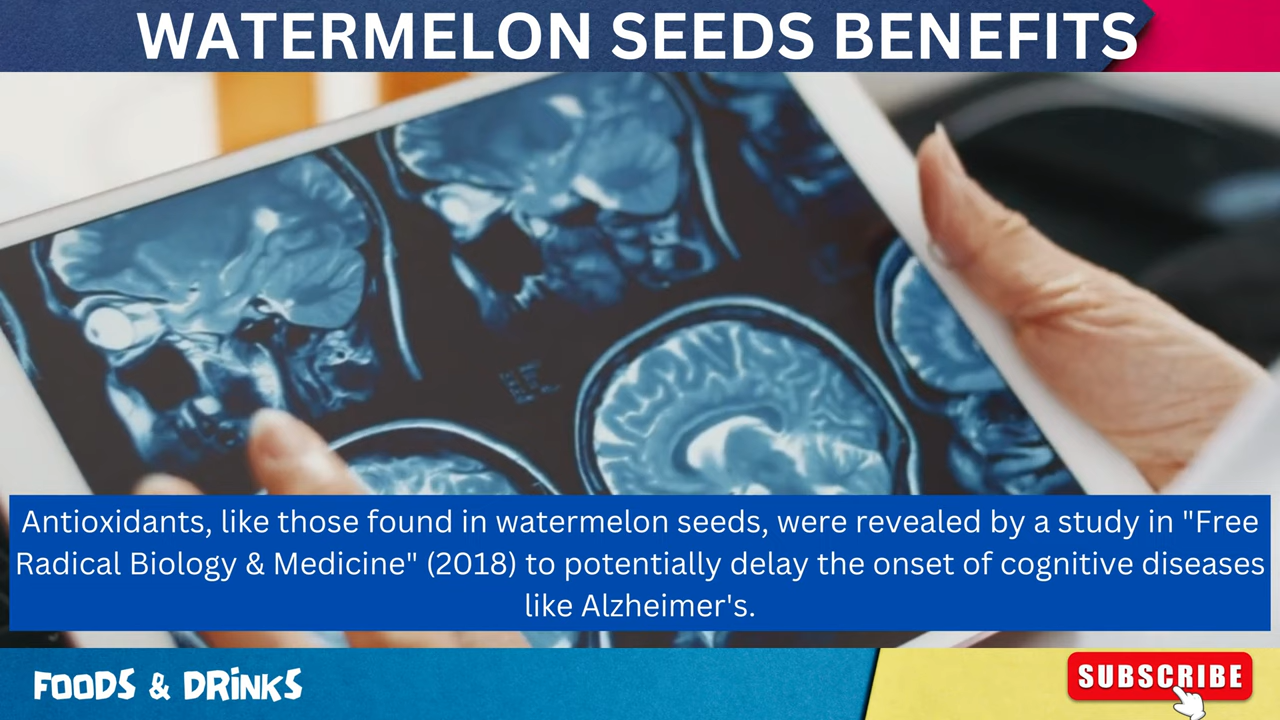 WATERMELON SEEDS BENEFITS
Antioxidants, like those found in watermelon seeds, were revealed by a study in "Free
Radical Biology & Medicine" (2018) to potentially delay the onset of cognitive diseases
like Alzheimer's.
FOODS & DRiNKS
SUBSCRIBE